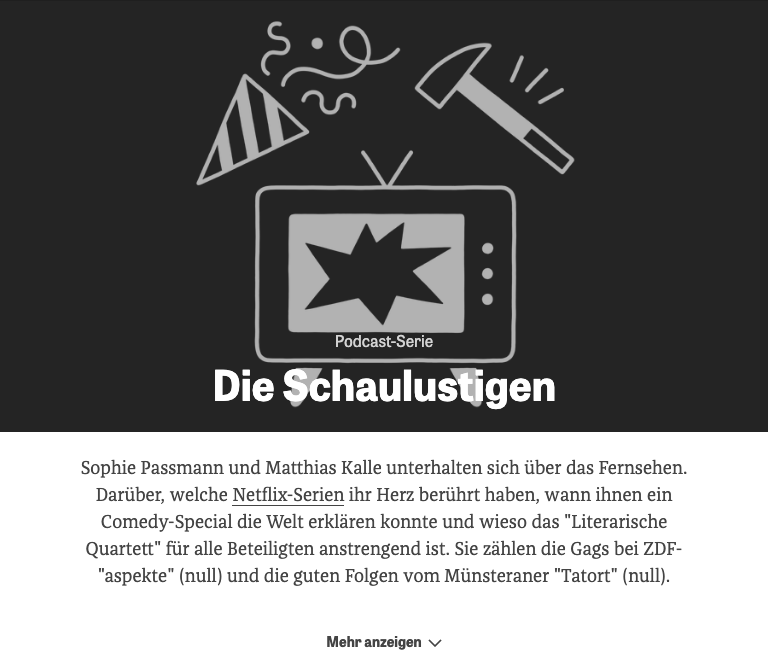 Podcast-Serie
Die Schaulustigen
Sophie Passmann und Matthias Kalle unterhalten sich über das Fernsehen.
Darüber, welche Netflix-Serien ihr Herz berührt haben, wann ihnen ein
Comedy-Special die Welt erklären konnte und wieso das "Literarische
Quartett" für alle Beteiligten anstrengend ist. Sie zählen die Gags bei ZDF-
"aspekte" (null) und die guten Folgen vom Münsteraner "Tatort" (null).
Mehr anzeigen